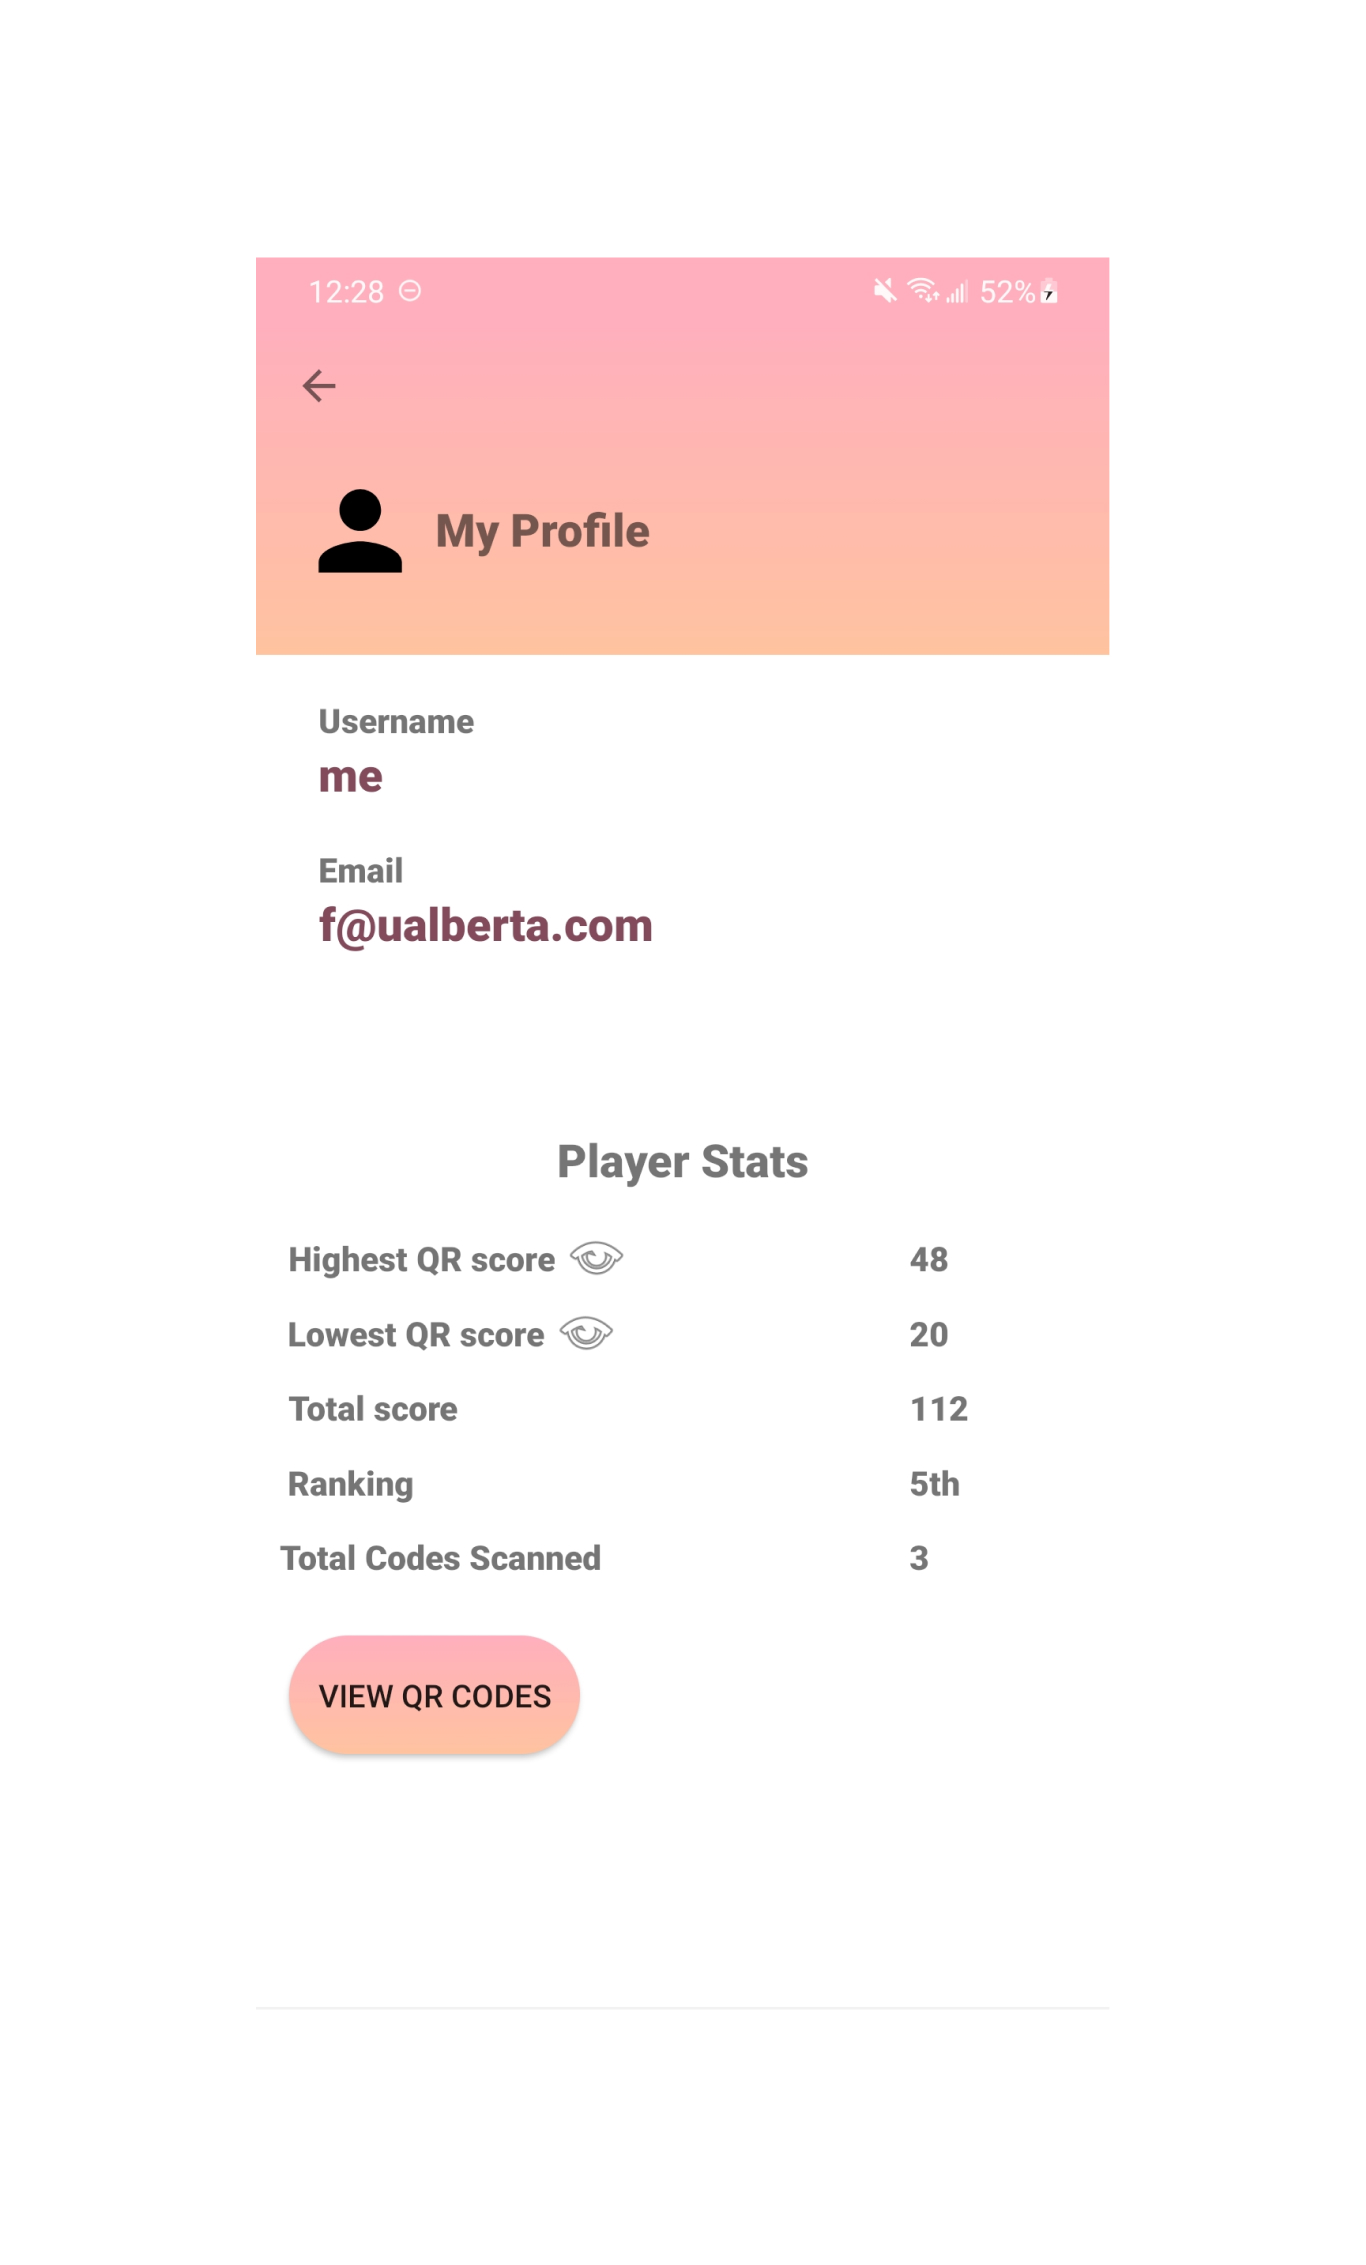 12:28 52%
My Profile
Username
me
Email
f@ualberta.com
Player Stats
Highest QR score 48
Lowest QR score 20
Total score 112
Ranking 5th
Total Codes Scanned 3
VIEW QR CODES